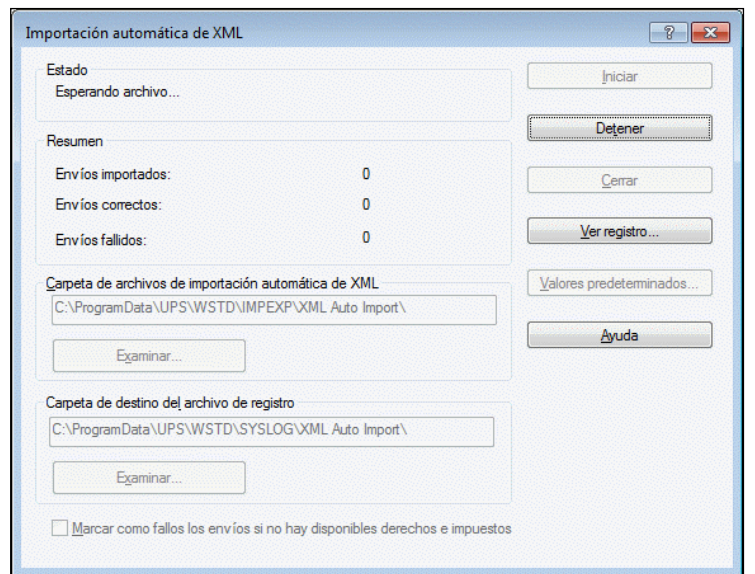 Importación automática de XML
Estado
Esperando archivo...
Resumen
Envíos importados: 0
Envíos correctos: 0
Envíos fallidos: 0
Carpeta de archivos de importación automática de XML
C:\ProgramData\UPS\WSTD\IMPEXP\XML Auto Import\
Examinar...
Carpeta de destino del archivo de registro
C:\ProgramData\UPS\WSTD\SYSLOG\XML Auto Import\
Examinar...
Marcar como fallos los envíos si no hay disponibles derechos e impuestos
Iniciar
Detener
Cerrar
Ver registro...
Valores predeterminados...
Ayuda